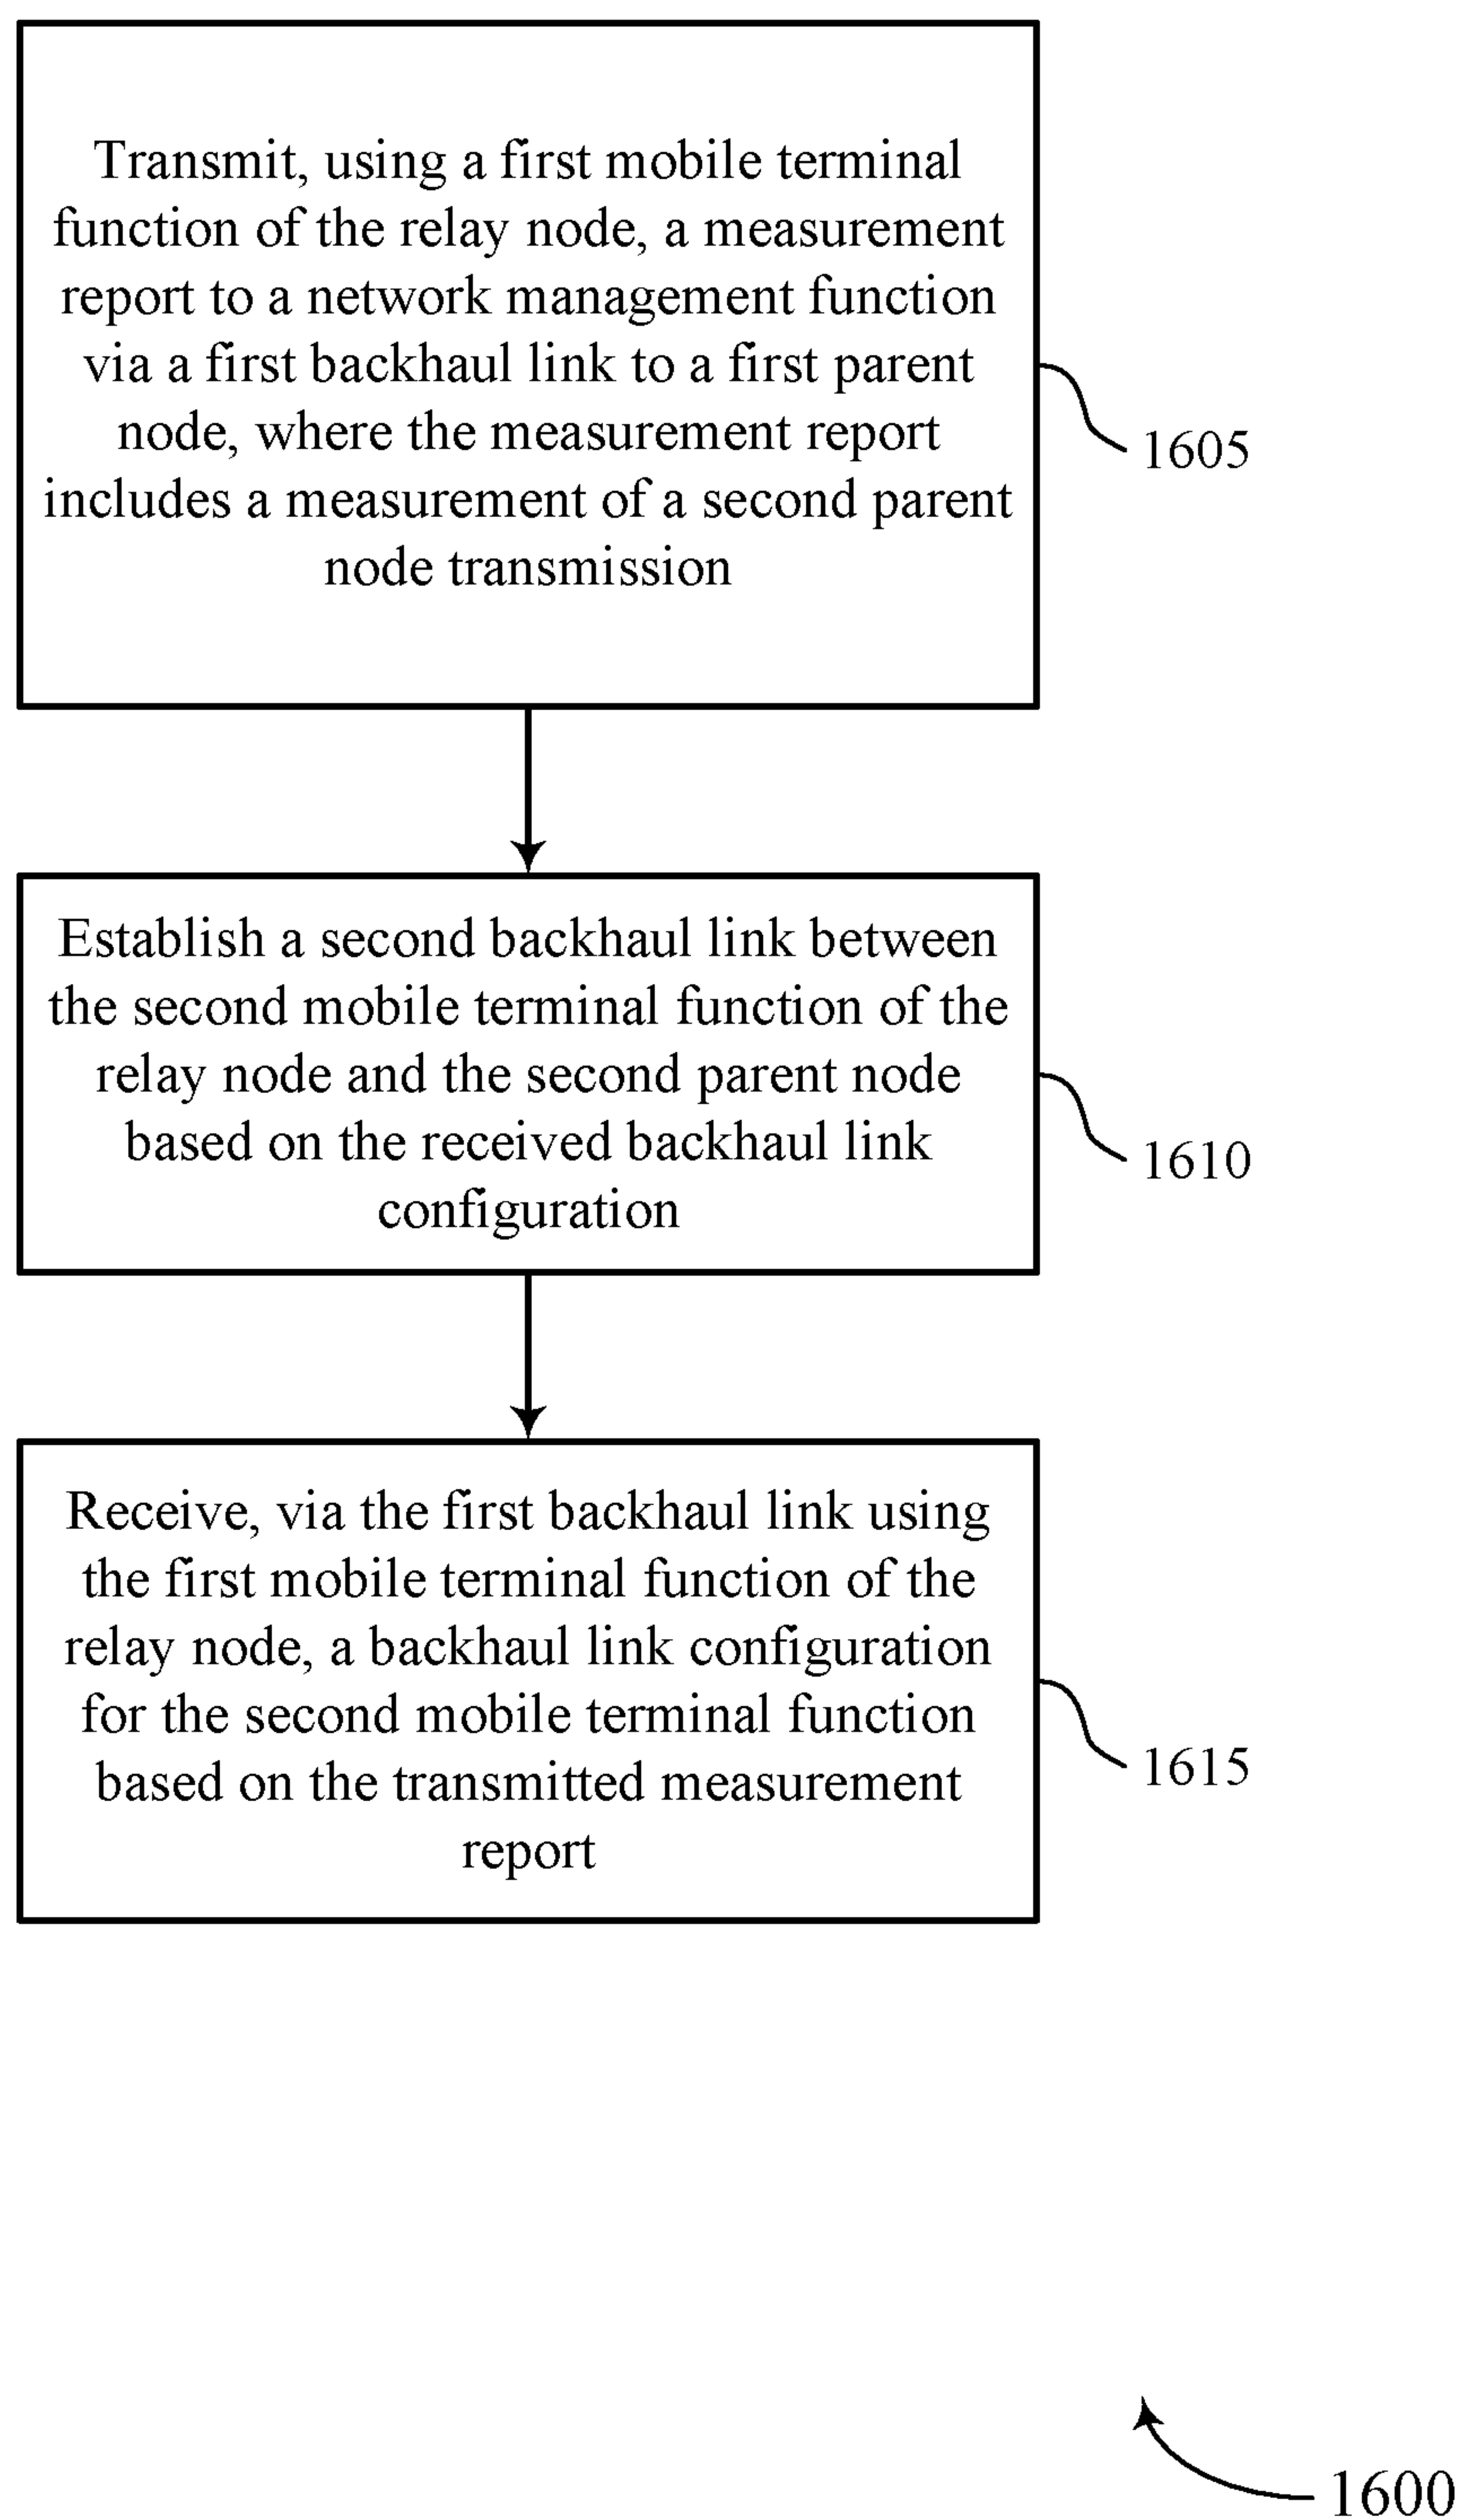 Transmit, using a first mobile terminal
function of the relay node, a measurement
report to a network management function
via a first backhaul link to a first parent
node, where the measurement report
includes a measurement of a second parent
node transmission
1605
Establish a second backhaul link between
the second mobile terminal function of the
relay node and the second parent node
based on the received backhaul link
configuration
1610
Receive, via the first backhaul link using
the first mobile terminal function of the
relay node, a backhaul link configuration
for the second mobile terminal function
based on the transmitted measurement
report
1615
1600